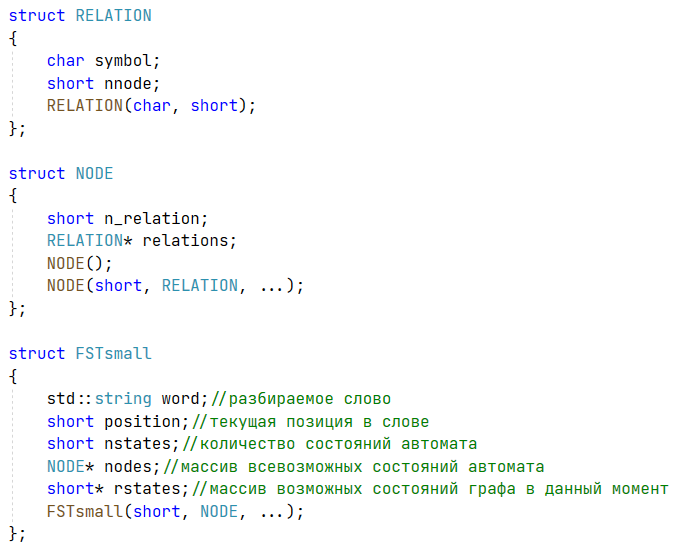 struct RELATION
{
    char symbol;
    short nnode;
    RELATION(char, short);
};
struct NODE
{
    short n_relation;
    RELATION* relations;
    NODE();
    NODE(short, RELATION, ...);
};
struct FSTsmall
{
    std::string word;//разбираемое слово
    short position;//текущая позиция в слове
    short nstates;//количество состояний автомата
    NODE* nodes;//массив всевозможных состояний автомата
    short* rstates;//массив возможных состояний графа в данный момент
    FSTsmall(short, NODE, ...);
};